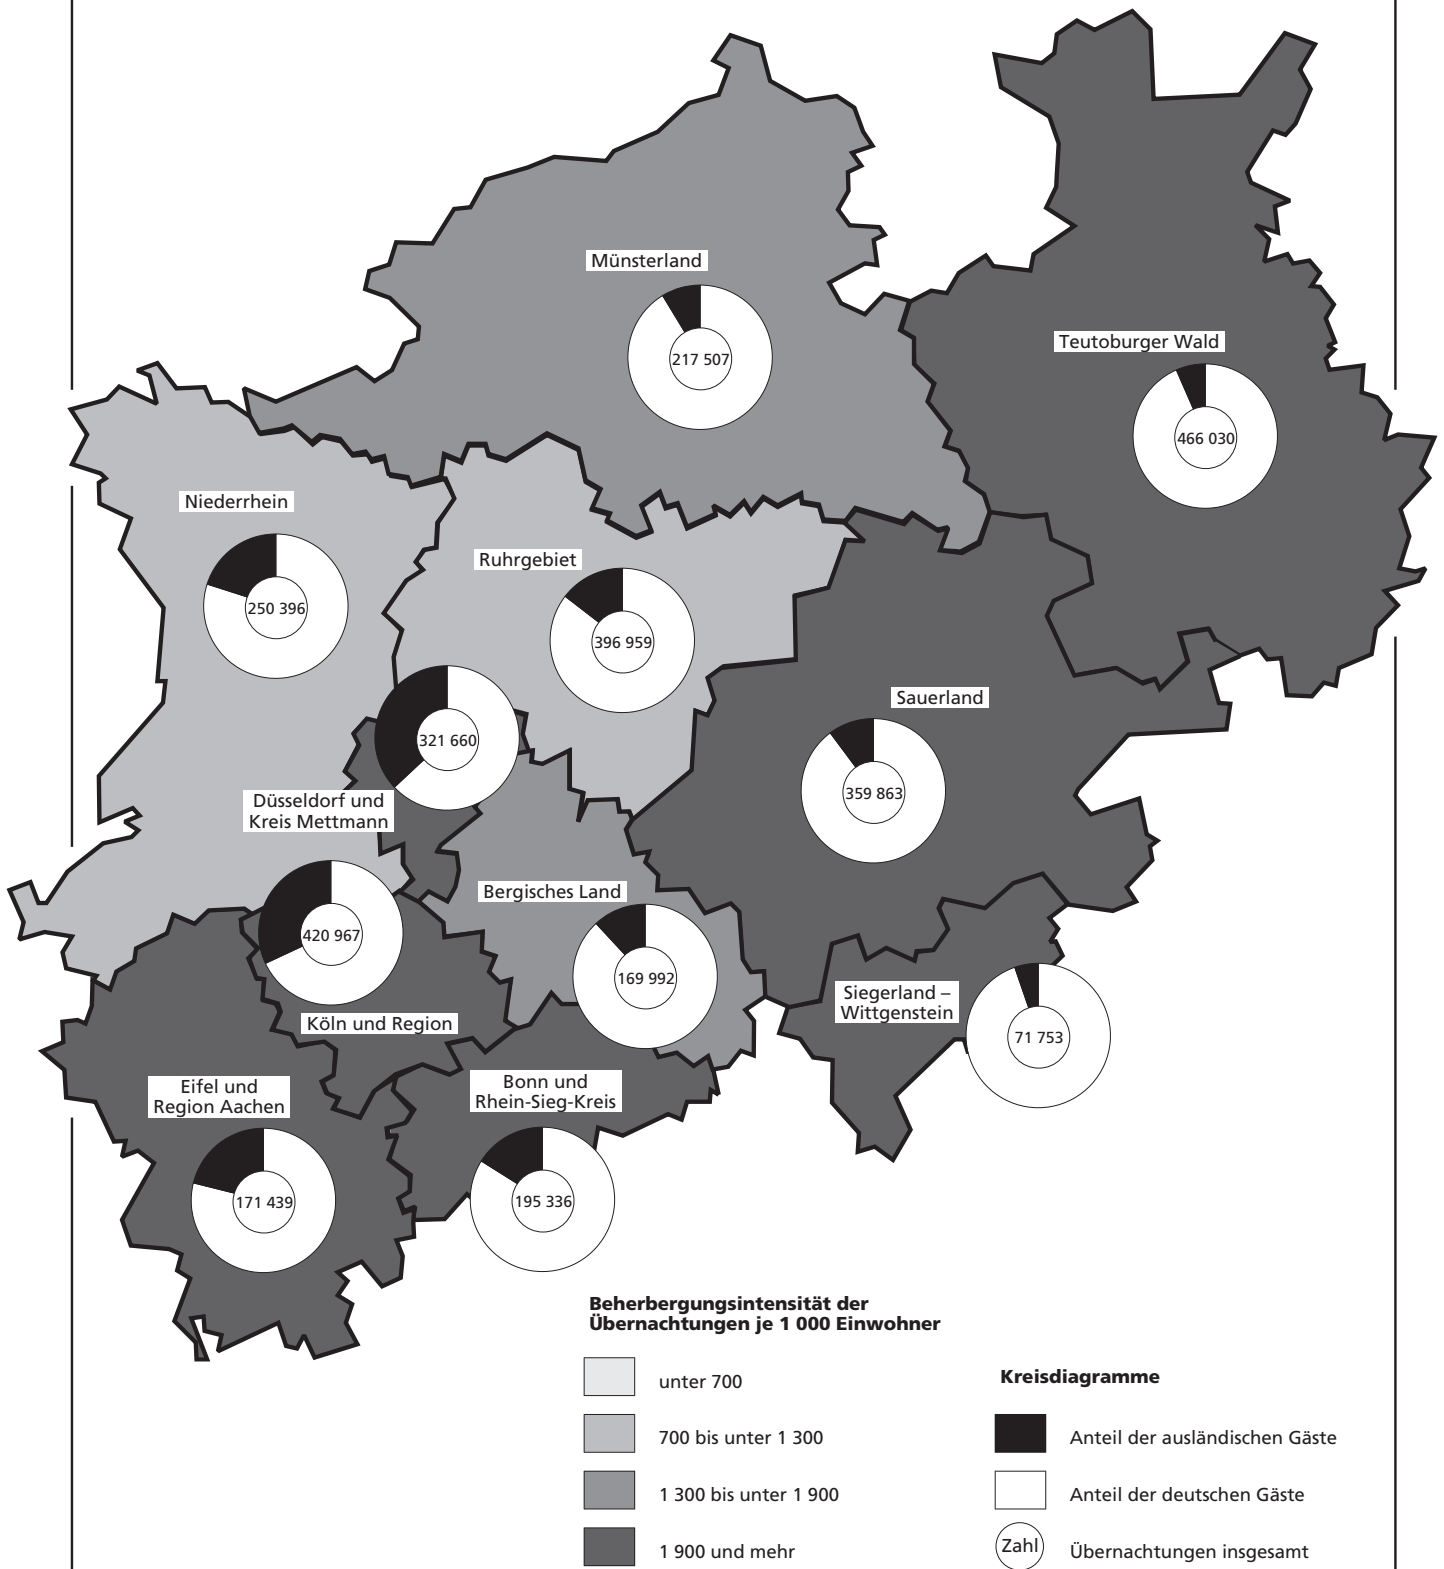 Münsterland
217 507
Teutoburger Wald
466 030
Niederrhein
250 396
Ruhrgebiet
396 959
321 660
Düsseldorf und
Kreis Mettmann
Sauerland
359 863
420 967
Köln und Region
Bergisches Land
169 992
Siegerland –
Wittgenstein
71 753
Eifel und
Region Aachen
171 439
Bonn und
Rhein-Sieg-Kreis
195 336
Beherbergungsintensität der
Übernachtungen je 1 000 Einwohner
unter 700
700 bis unter 1 300
1 300 bis unter 1 900
1 900 und mehr
Kreisdiagramme
Anteil der ausländischen Gäste
Anteil der deutschen Gäste
Zahl
Übernachtungen insgesamt